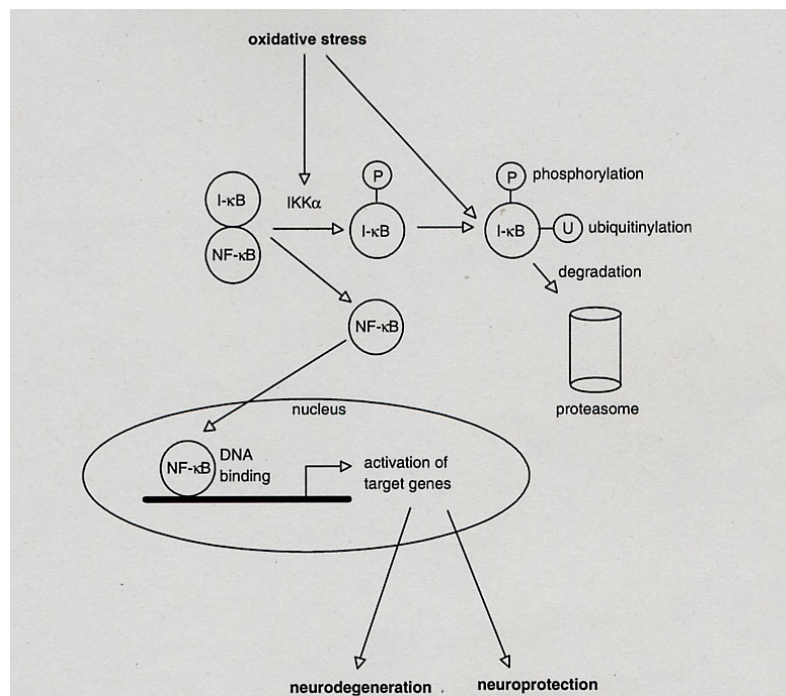 oxidative stress
I-κB
NF-κB
IKKα
P
I-κB
P
phosphorylation
I-κB
U
ubiquitinylation
degradation
NF-κB
proteasome
nucleus
NF-κB
DNA
binding
activation of
target genes
neurodegeneration
neuroprotection